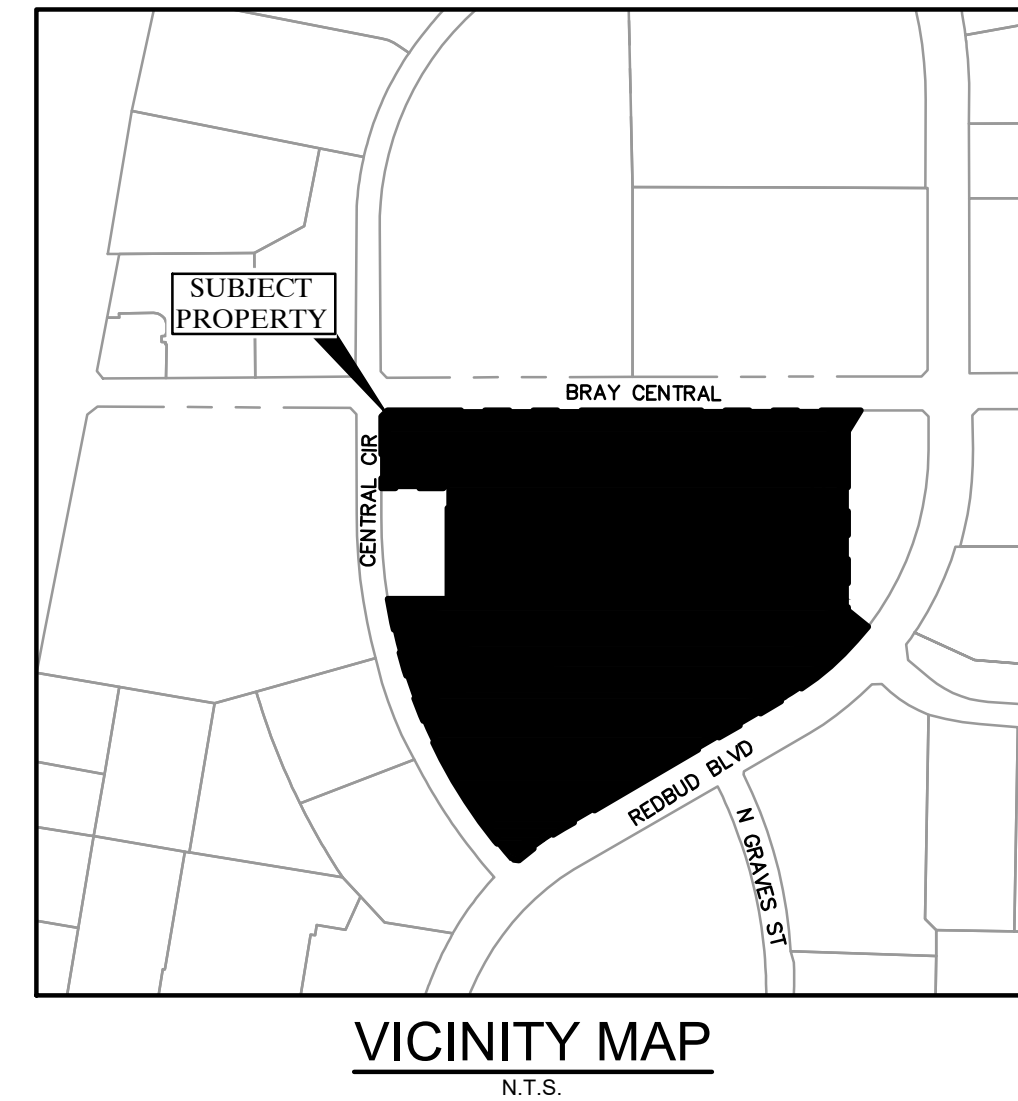 SUBJECT
PROPERTY
BRAY CENTRAL
CENTRAL CIR
REDBUD BLVD
N GRAVES ST
VICINITY MAP
N.T.S.